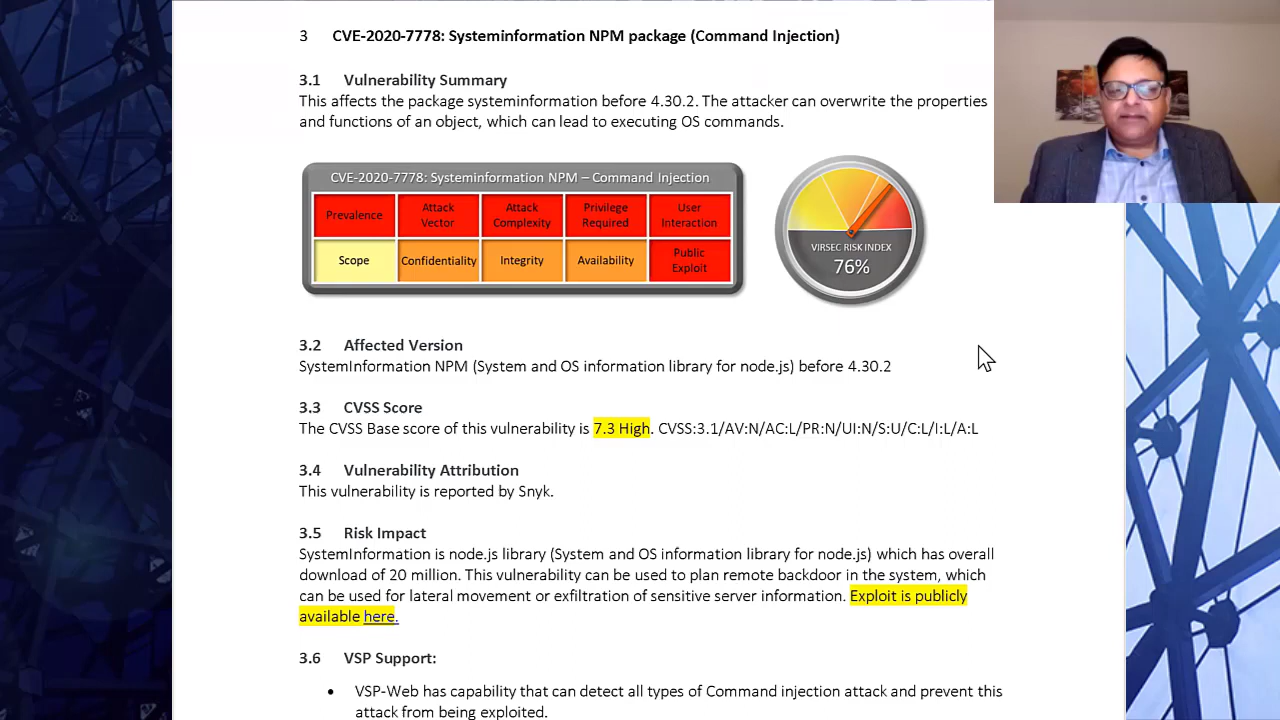 3 CVE-2020-7778: Systeminformation NPM package (Command Injection)
3.1 Vulnerability Summary
This affects the package systeminformation before 4.30.2. The attacker can overwrite the properties
and functions of an object, which can lead to executing OS commands.
CVE-2020-7778: Systeminformation NPM – Command Injection
Prevalence
Attack
Vector
Attack
Complexity
Privilege
Required
User
Interaction
Scope
Confidentiality
Integrity
Availability
Public
Exploit
VIRSEC RISK INDEX
76%
3.2 Affected Version
SystemInformation NPM (System and OS information library for node.js) before 4.30.2
3.3 CVSS Score
The CVSS Base score of this vulnerability is 7.3 High. CVSS:3.1/AV:N/AC:L/PR:N/UI:N/S:U/C:L/I:L/A:L
3.4 Vulnerability Attribution
This vulnerability is reported by Snyk.
3.5 Risk Impact
SystemInformation is node.js library (System and OS information library for node.js) which has overall
download of 20 million. This vulnerability can be used to plan remote backdoor in the system, which
can be used for lateral movement or exfiltration of sensitive server information. Exploit is publicly
available here.
3.6 VSP Support:
• VSP-Web has capability that can detect all types of Command injection attack and prevent this
attack from being exploited.